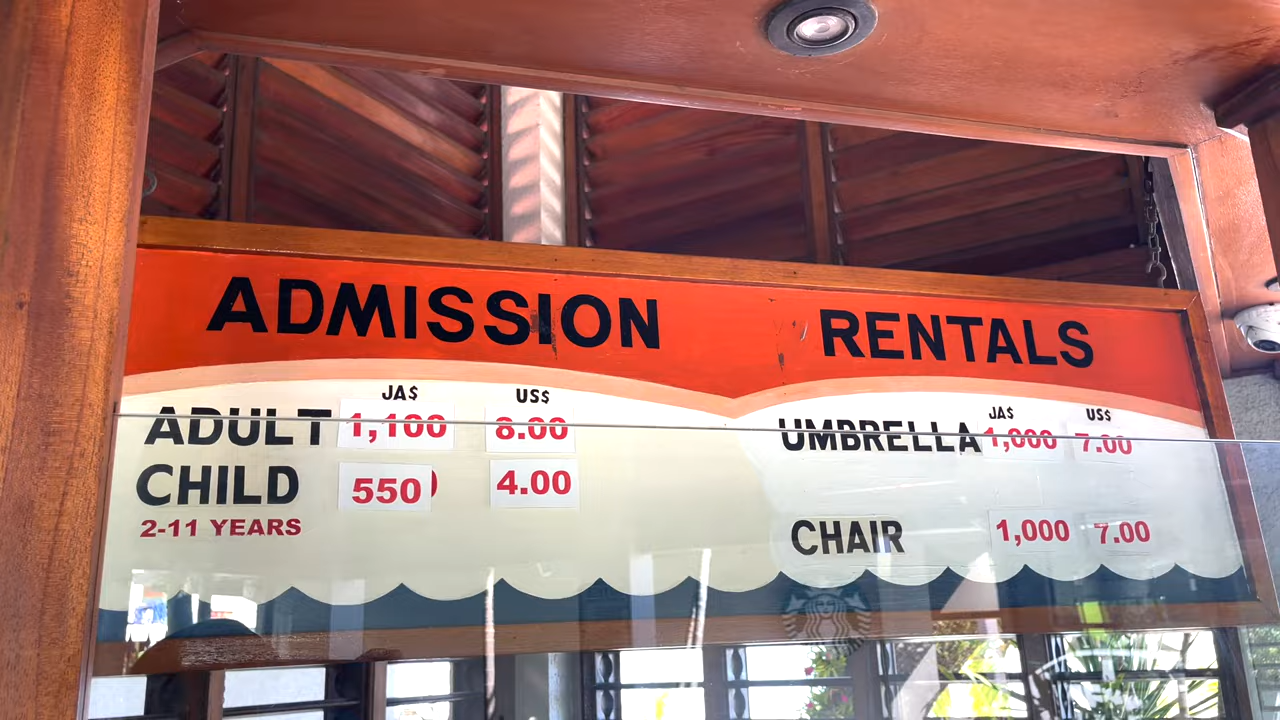 ADMISSION
JA$ US$
ADULT 1,100 8.00
CHILD 550 4.00
2-11 YEARS
RENTALS
JA$ US$
UMBRELLA 1,000 7.00
CHAIR 1,000 7.00